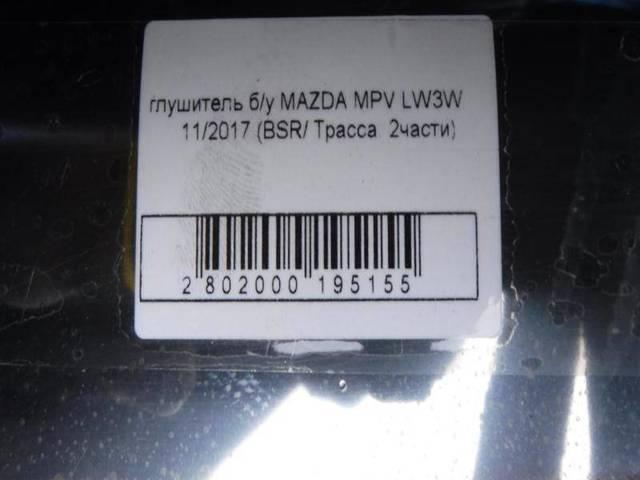 глушитель б/у MAZDA MPV LW3W
11/2017 (BSR/ Трасса 2части)
2 802000 195155